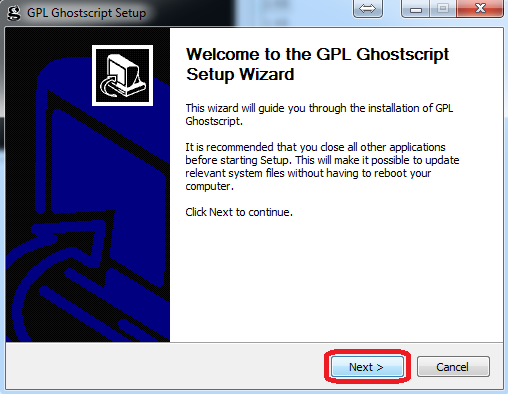 GPL Ghostscript Setup
Welcome to the GPL Ghostscript
Setup Wizard
This wizard will guide you through the installation of GPL
Ghostscript.
It is recommended that you close all other applications
before starting Setup. This will make it possible to update
relevant system files without having to reboot your
computer.
Click Next to continue.
Next >
Cancel